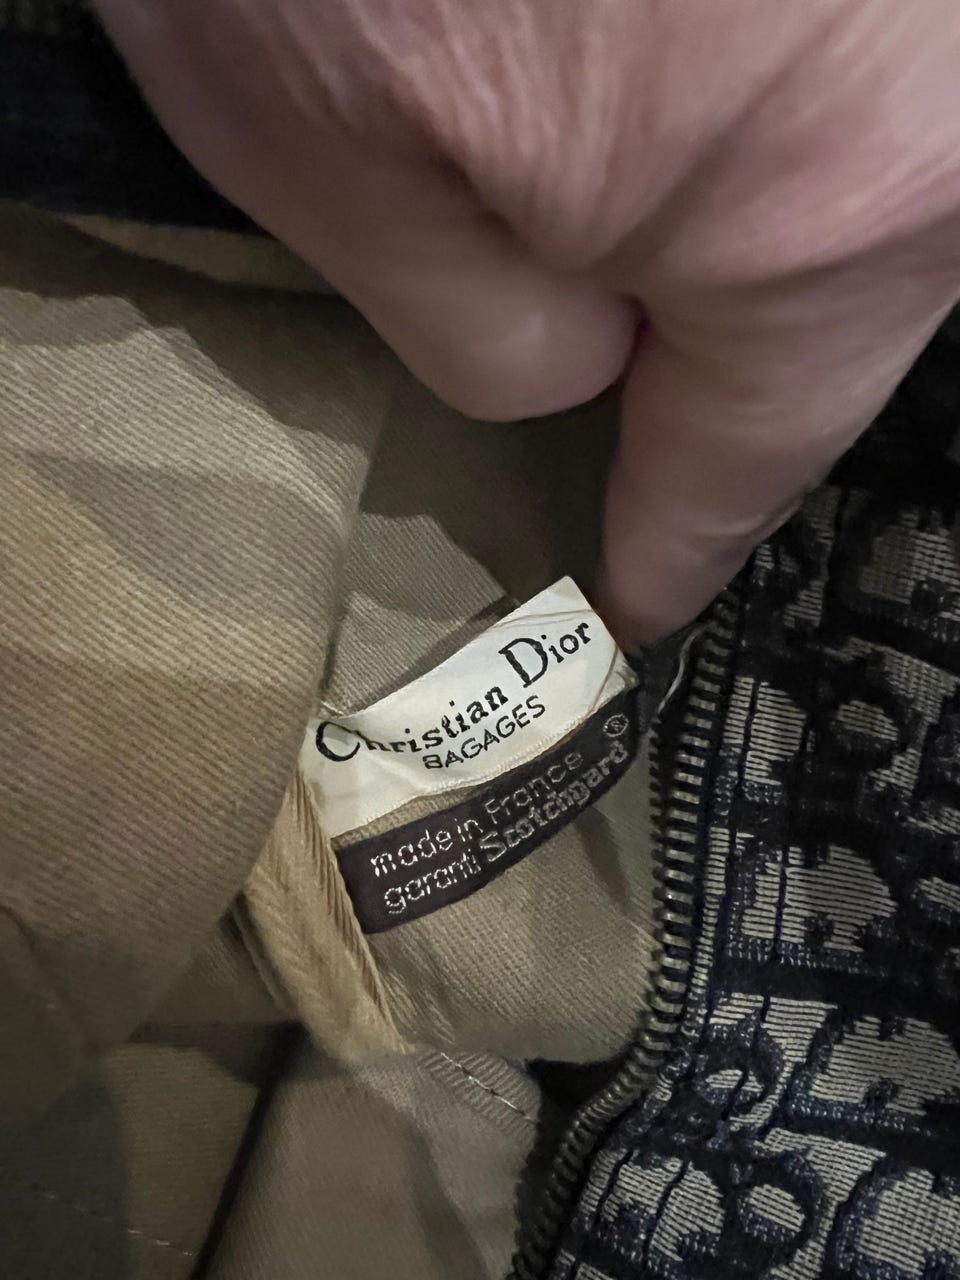 Christian Dior
BAGAGES
made in France
garanti Scotchgard®